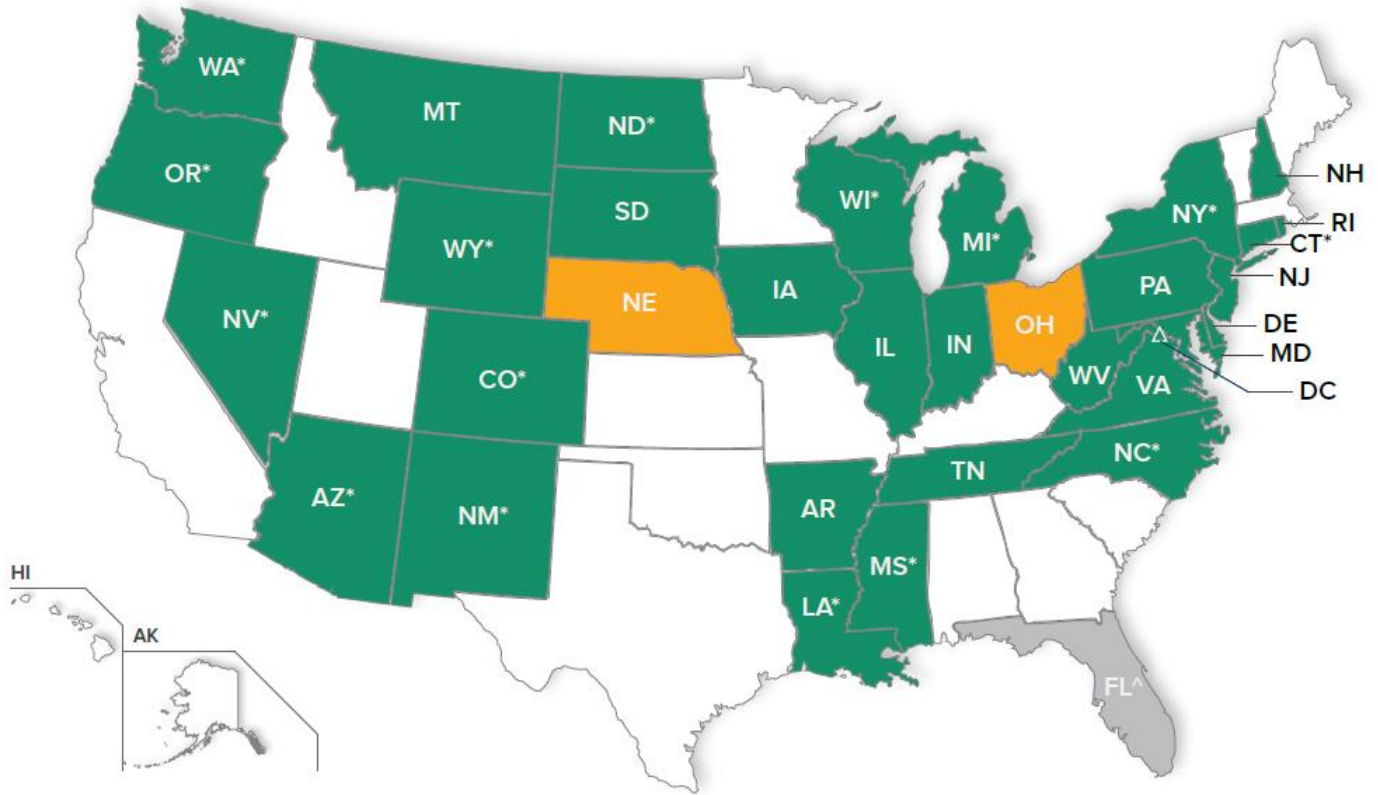 WA*
MT
ND*
OR*
SD
WI*
MI*
NY*
NH
RI
CT*
WY*
NE
IA
PA
NJ
NV*
IL
IN
OH
DE
MD
CO*
WV
VA
DC
AZ*
NM*
AR
TN
NC*
MS*
LA*
HI
AK
FL^
Δ